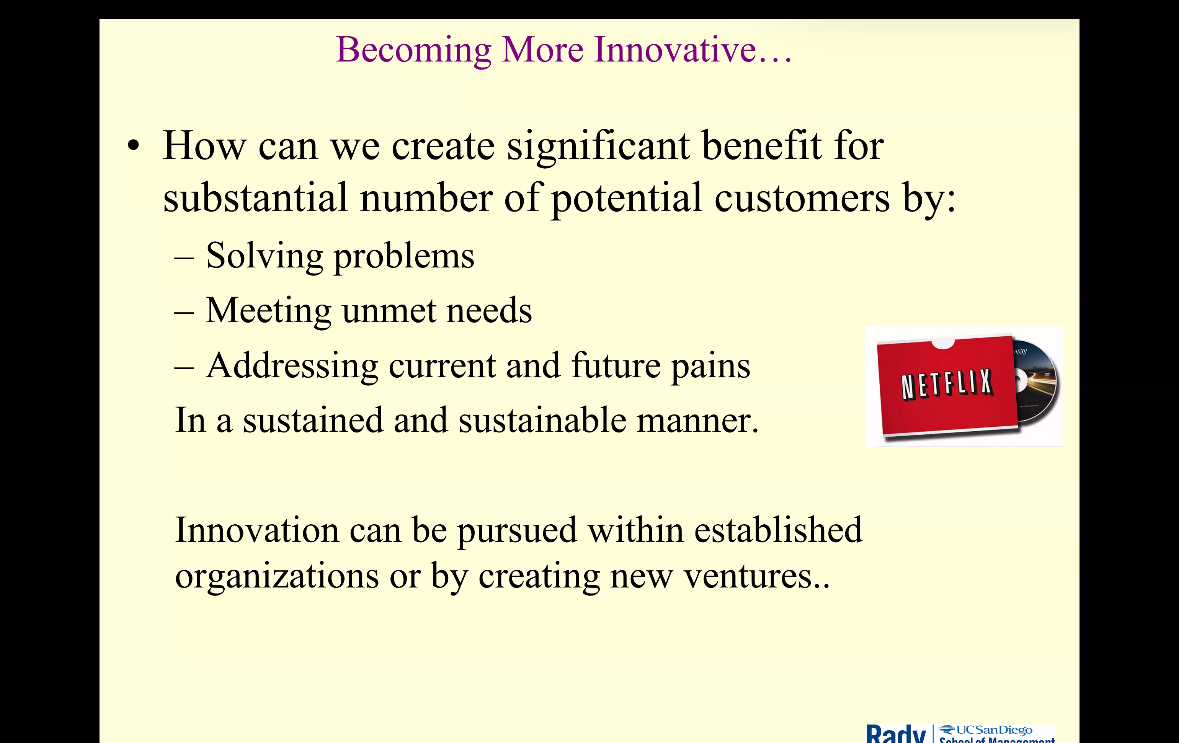 Becoming More Innovative…
• How can we create significant benefit for
substantial number of potential customers by:
– Solving problems
– Meeting unmet needs
– Addressing current and future pains
In a sustained and sustainable manner.
NETFLIX
Innovation can be pursued within established
organizations or by creating new ventures..
Rady
UC San Diego
School of Management